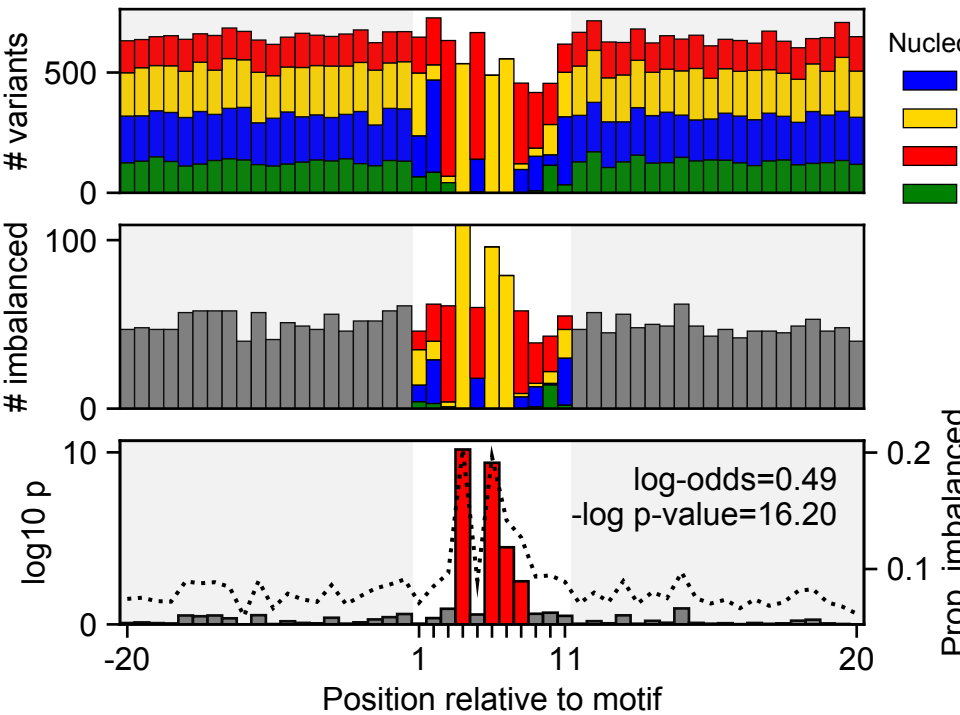 # variants
500
0
Nucleo
# imbalanced
100
0
log10 p
10
0
log-odds=0.49
-log p-value=16.20
0.2
0.1
Prop. imbalanced
-20
1
11
20
Position relative to motif